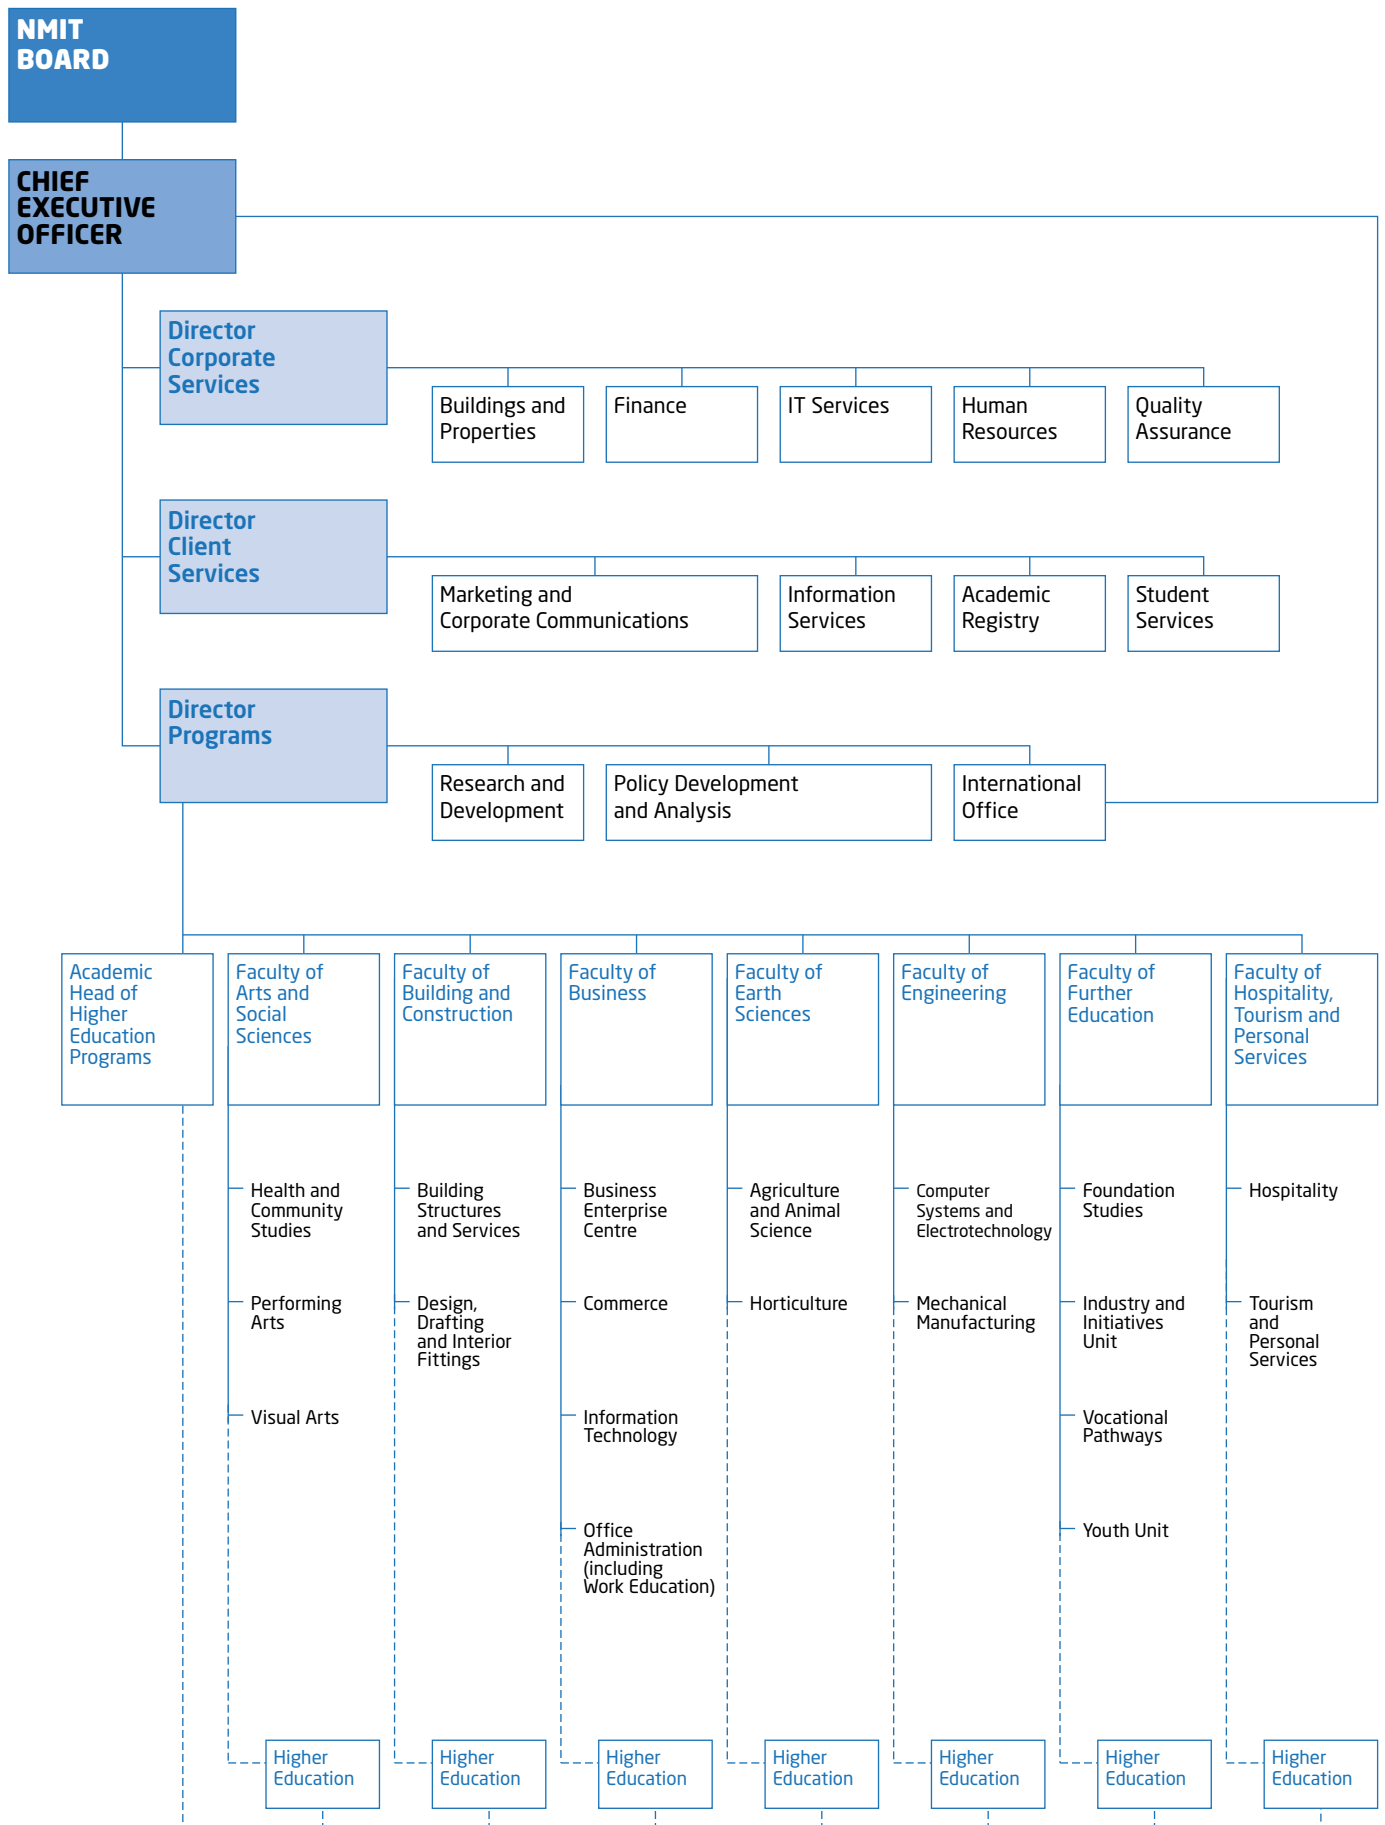 NMIT
BOARD
CHIEF
EXECUTIVE
OFFICER
Director
Corporate
Services
Buildings and
Properties
Finance
IT Services
Human
Resources
Quality
Assurance
Director
Client
Services
Marketing and
Corporate Communications
Information
Services
Academic
Registry
Student
Services
Director
Programs
Research and
Development
Policy Development
and Analysis
International
Office
Academic
Head of
Higher
Education
Programs
Faculty of
Arts and
Social
Sciences
Faculty of
Building and
Construction
Faculty of
Business
Faculty of
Earth
Sciences
Faculty of
Engineering
Faculty of
Further
Education
Faculty of
Hospitality,
Tourism and
Personal
Services
Health and
Community
Studies
Performing
Arts
Visual Arts
Building
Structures
and Services
Design,
Drafting
and Interior
Fittings
Business
Enterprise
Centre
Commerce
Information
Technology
Office
Administration
(including
Work Education)
Agriculture
and Animal
Science
Horticulture
Computer
Systems and
Electrotechnology
Mechanical
Manufacturing
Foundation
Studies
Industry and
Initiatives
Unit
Vocational
Pathways
Youth Unit
Hospitality
Tourism
and
Personal
Services
Higher
Education
Higher
Education
Higher
Education
Higher
Education
Higher
Education
Higher
Education
Higher
Education